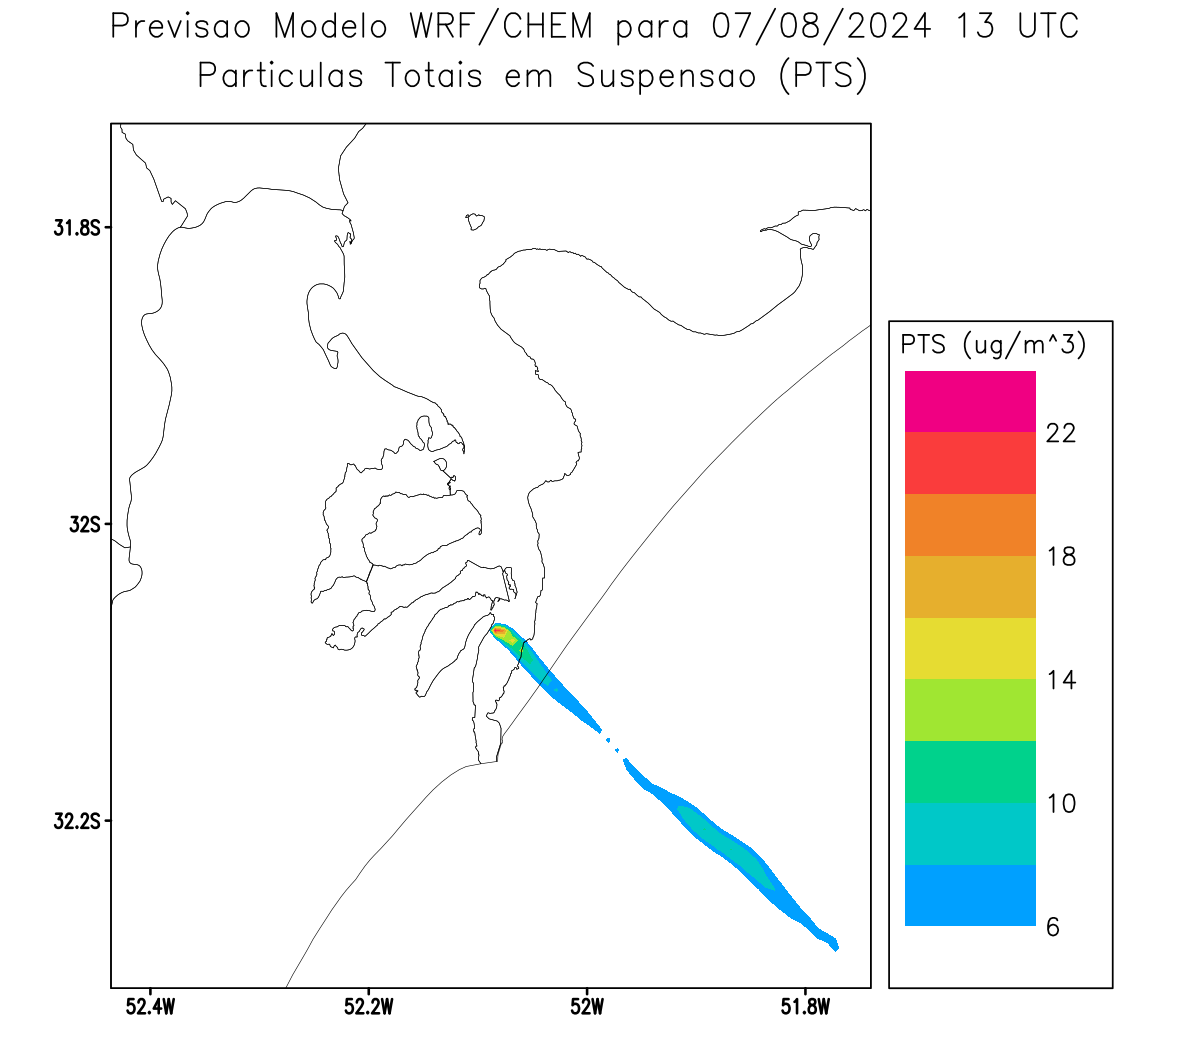 Previsao Modelo WRF/CHEM para 07/08/2024 13 UTC
Particulas Totais em Suspensao (PTS)
31.8S
32S
32.2S
52.4W
52.2W
52W
51.8W
PTS (ug/m^3)
22
18
14
10
6